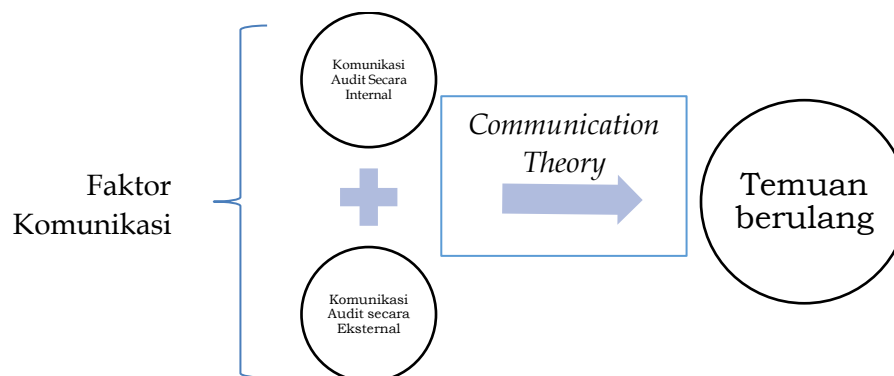 Faktor
Komunikasi
Komunikasi
Audit Secara
Internal
Komunikasi
Audit secara
Eksternal
Communication
Theory
Temuan
berulang